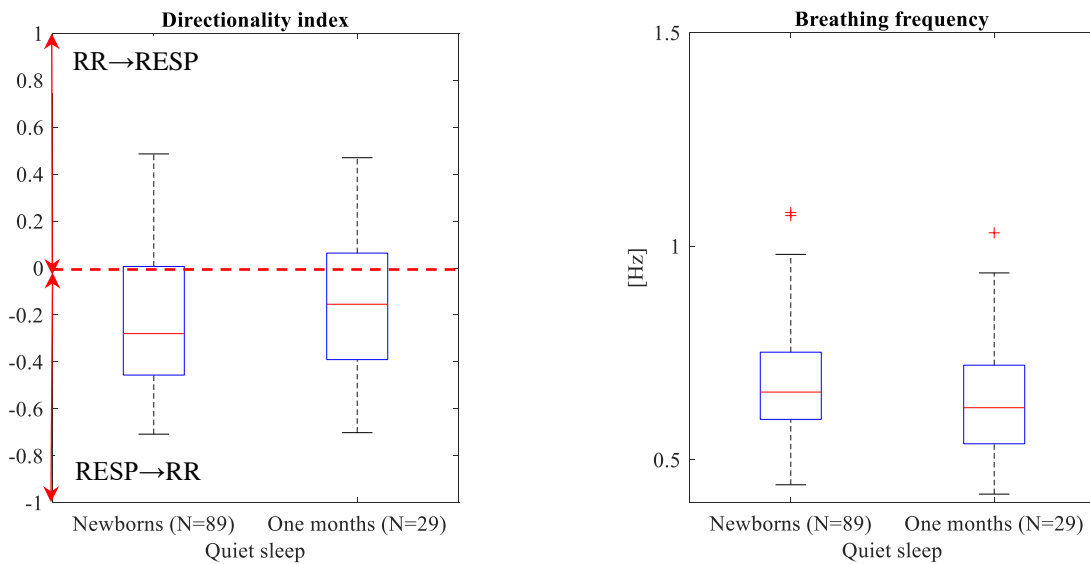 Directionality index
1
RR→RESP
0.8
0.6
0.4
0.2
0
-0.2
-0.4
-0.6
-0.8
RESP→RR
-1
Newborns (N=89) One months (N=29)
Quiet sleep
Breathing frequency
1.5
1
[Hz]
0.5
Newborns (N=89) One months (N=29)
Quiet sleep